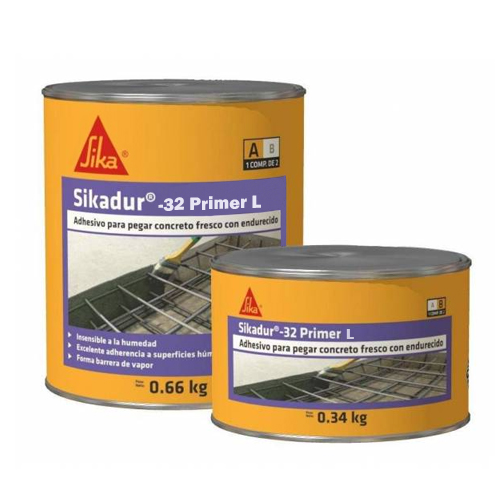 Sika
A B
1 COMP. DE 2
Sikadur® -32 Primer L
Adhesivo para pegar concreto fresco con endurecido
• Insensible a la humedad
• Excelente adherencia a superficies húm
• Forma barrera de vapor
0.66 kg
Sika
A B
Sikadur®-32 Primer L
Adhesivo para pegar concreto fresco con endurecido
0.34 kg